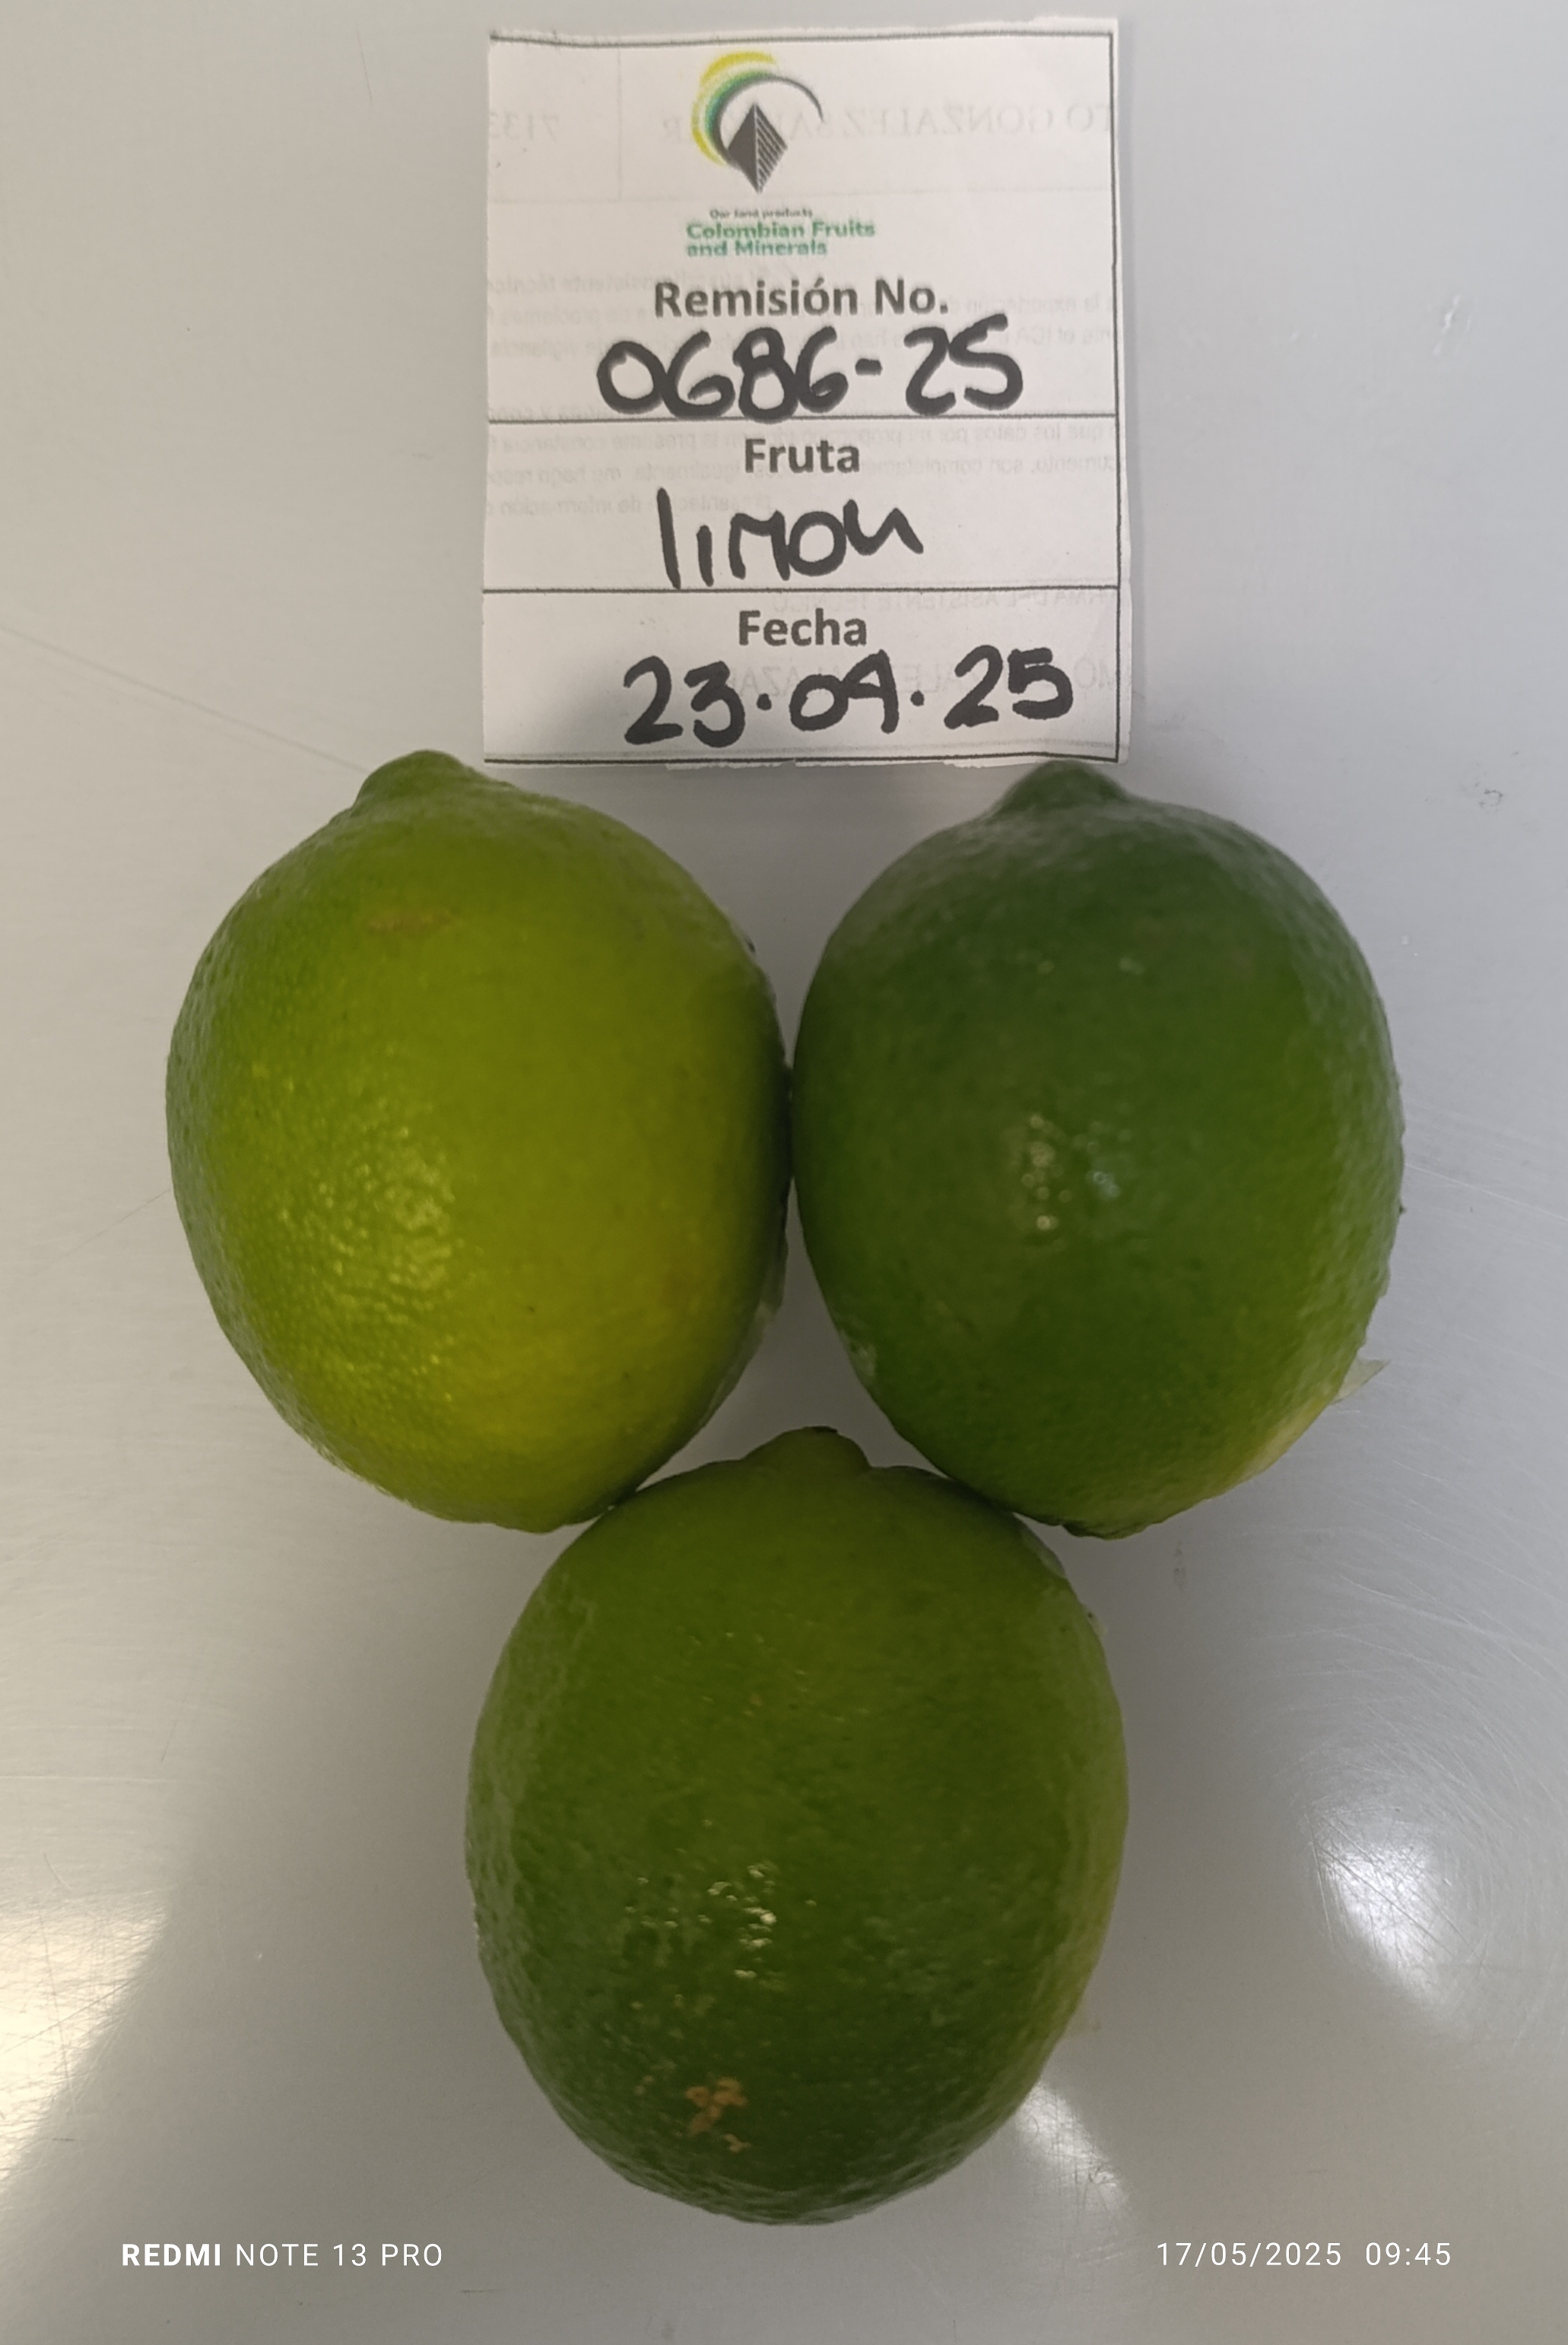 Our land products
Colombian Fruits
and Minerals
Remisión No.
0686-25
Fruta
limon
Fecha
23.04.25
REDMI NOTE 13 PRO
17/05/2025 09:45